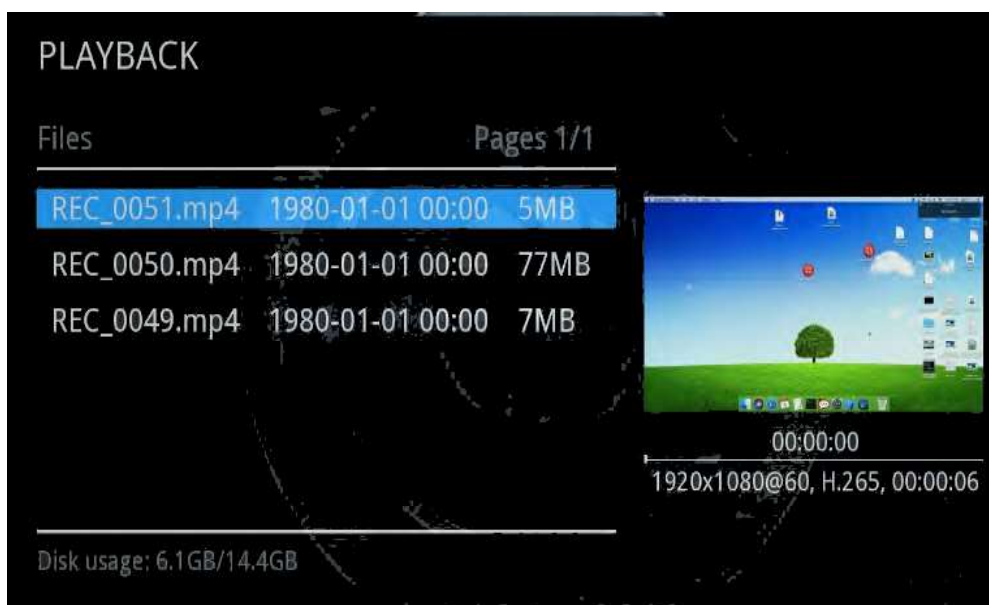 PLAYBACK
Files Pages 1/1
REC_0051.mp4 1980-01-01 00:00 5MB
REC_0050.mp4 1980-01-01 00:00 77MB
REC_0049.mp4 1980-01-01 00:00 7MB
00:00:00
1920x1080@60, H.265, 00:00:06
Disk usage: 6.1GB/14.4GB